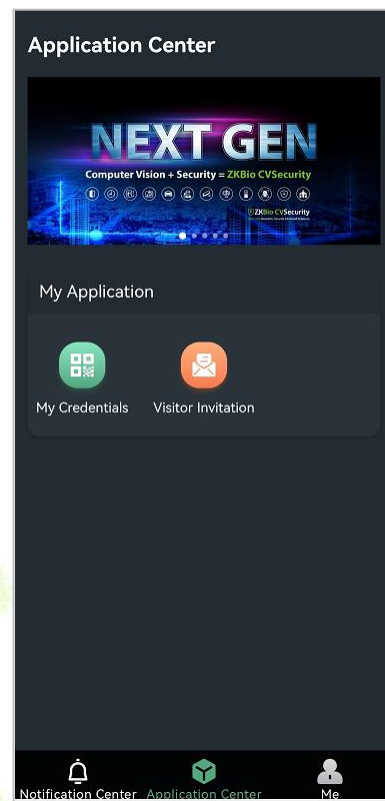 Application Center
NEXT GEN
Computer Vision + Security = ZKBio CVSecurity
ZKBio CVSecurity
My Application
My Credentials
Visitor Invitation
Notification Center
Application Center
Me